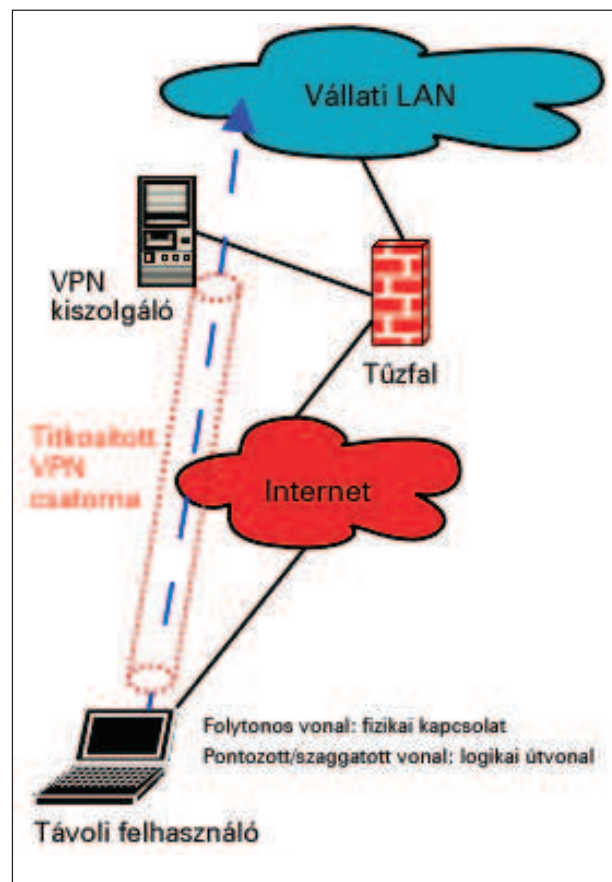 Vállati LAN
VPN
kiszolgáló
Tűzfal
Titkosított
VPN
csatorna
Internet
Folytonos vonal: fizikai kapcsolat
Pontozott/szaggatott vonal: logikai útvonal
Távoli felhasználó